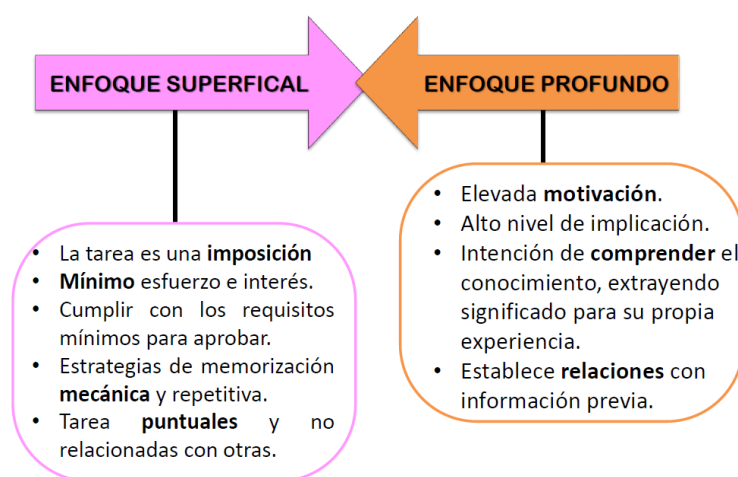 ENFOQUE SUPERFICAL
ENFOQUE PROFUNDO
• La tarea es una imposición
• Mínimo esfuerzo e interés.
• Cumplir con los requisitos
mínimos para aprobar.
• Estrategias de memorización
mecánica y repetitiva.
• Tarea puntuales y no
relacionadas con otras.
• Elevada motivación.
• Alto nivel de implicación.
• Intención de comprender el
conocimiento, extrayendo
significado para su propia
experiencia.
• Establece relaciones con
información previa.